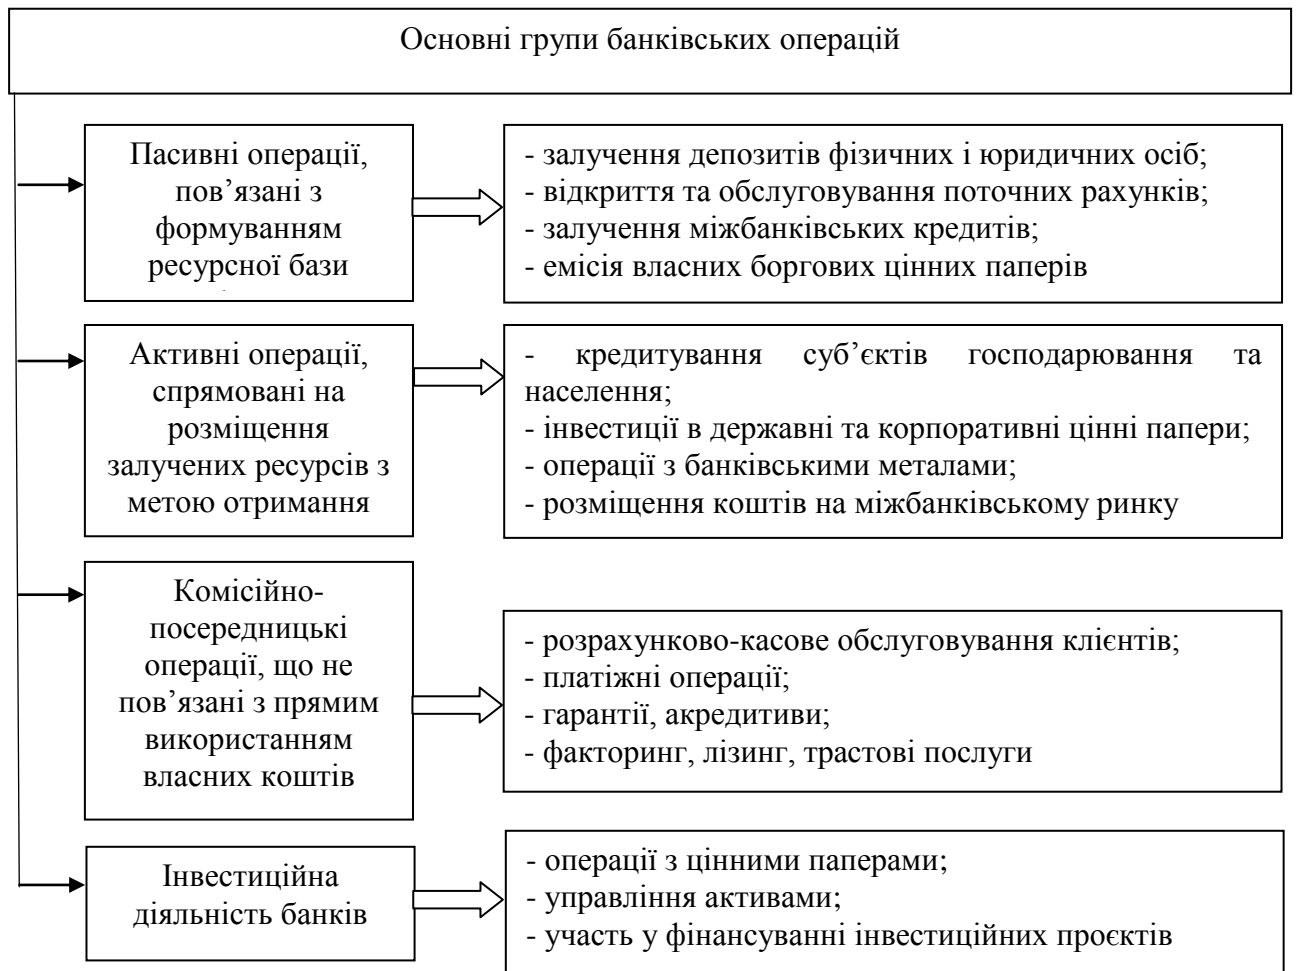 Основні групи банківських операцій
Пасивні операції,
пов’язані з
формуванням
ресурсної бази
- залучення депозитів фізичних і юридичних осіб;
- відкриття та обслуговування поточних рахунків;
- залучення міжбанківських кредитів;
- емісія власних боргових цінних паперів
Активні операції,
спрямовані на
розміщення
залучених ресурсів з
метою отримання
- кредитування суб’єктів господарювання та
населення;
- інвестиції в державні та корпоративні цінні папери;
- операції з банківськими металами;
- розміщення коштів на міжбанківському ринку
Комісійно-
посередницькі
операції, що не
пов’язані з прямим
використанням
власних коштів
- розрахунково-касове обслуговування клієнтів;
- платіжні операції;
- гарантії, акредитиви;
- факторинг, лізинг, трастові послуги
Інвестиційна
діяльність банків
- операції з цінними паперами;
- управління активами;
- участь у фінансуванні інвестиційних проєктів